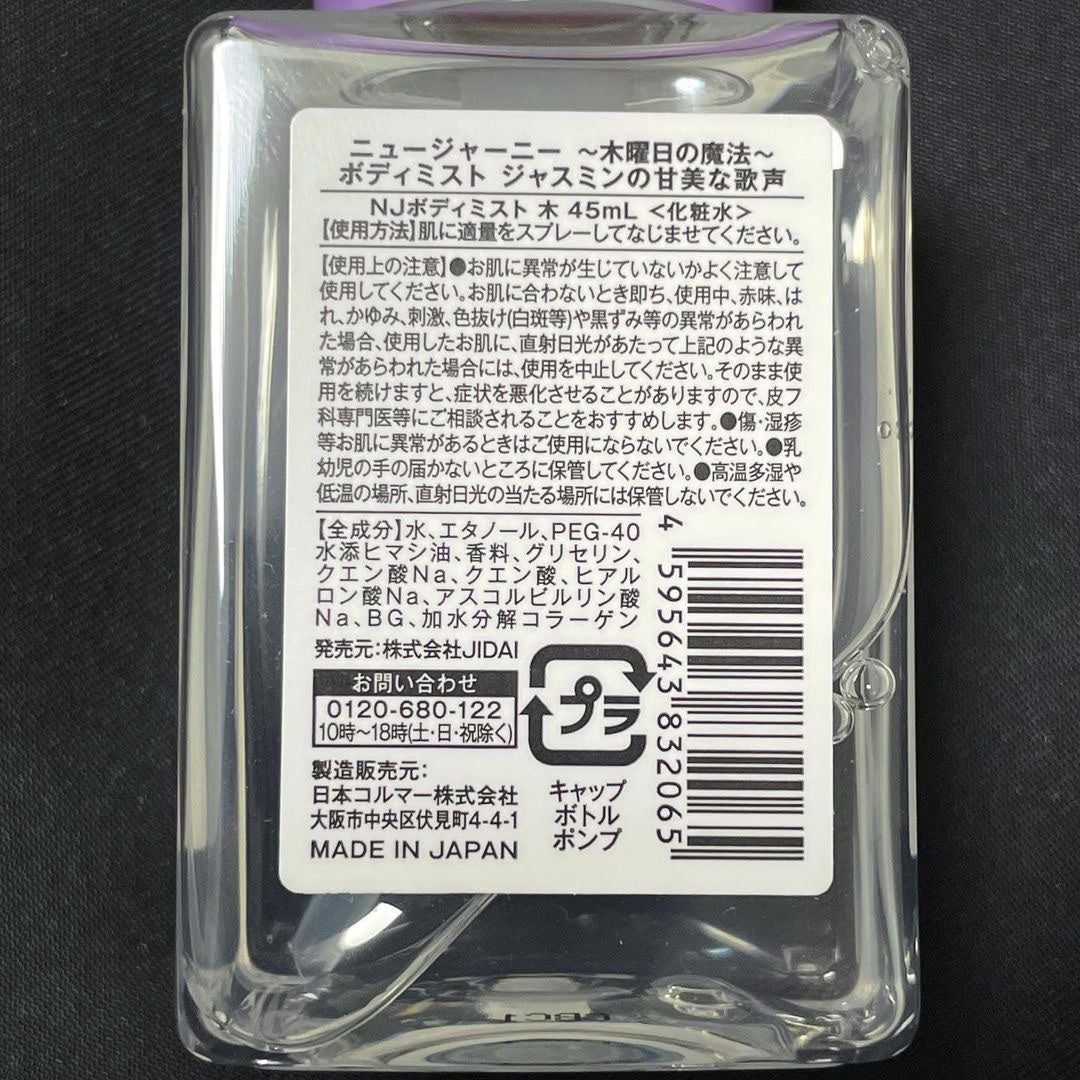 ニュージャーニー ～木曜日の魔法～
ボディミスト ジャスミンの甘美な歌声
NJボディミスト 木 45mL <化粧水>
【使用方法】肌に適量をスプレーしてなじませてください。
【使用上の注意】●お肌に異常が生じていないかよく注意して
使用してください。お肌に合わないとき即ち、使用中、赤味、は
れ、かゆみ、刺激、色抜け(白斑等)や黒ずみ等の異常があらわれ
た場合、使用したお肌に、直射日光があたって上記のような異
常があらわれた場合には、使用を中止してください。そのまま使
用を続けますと、症状を悪化させることがありますので、皮フ
科専門医等にご相談されることをおすすめします。●傷・湿疹
等お肌に異常があるときはご使用にならないでください。●乳
幼児の手の届かないところに保管してください。●高温多湿や
低温の場所、直射日光の当たる場所には保管しないでください。
【全成分】水、エタノール、PEG-40
水添ヒマシ油、香料、グリセリン、
クエン酸Na、クエン酸、ヒアル
ロン酸Na、アスコルビルリン酸
Na、BG、加水分解コラーゲン
発売元:株式会社JIDAI
お問い合わせ
0120-680-122
10時～18時(土・日・祝除く)
製造販売元:
日本コルマー株式会社
大阪市中央区伏見町4-4-1
MADE IN JAPAN
プラ
キャップ
ボトル
ポンプ
4 595643 832065